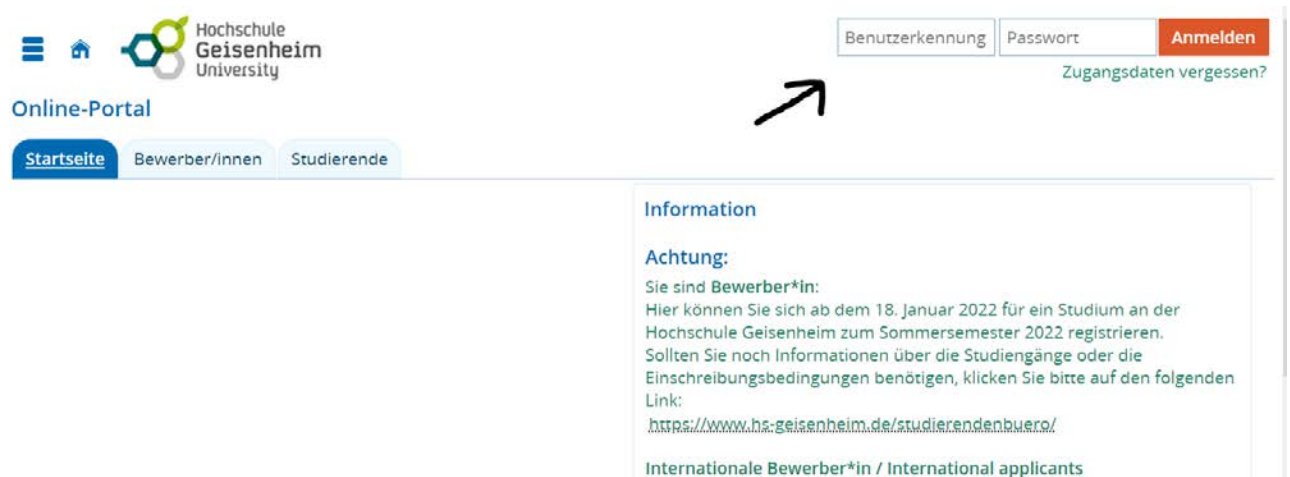 Hochschule
Geisenheim
University
Benutzerkennung Passwort Anmelden
Zugangsdaten vergessen?
Online-Portal
Startseite Bewerber/innen Studierende
Information
Achtung:
Sie sind Bewerber*in:
Hier können Sie sich ab dem 18. Januar 2022 für ein Studium an der
Hochschule Geisenheim zum Sommersemester 2022 registrieren.
Sollten Sie noch Informationen über die Studiengänge oder die
Einschreibungsbedingungen benötigen, klicken Sie bitte auf den folgenden
Link:
https://www.hs-geisenheim.de/studierendenbuero/
Internationale Bewerber*in / International applicants